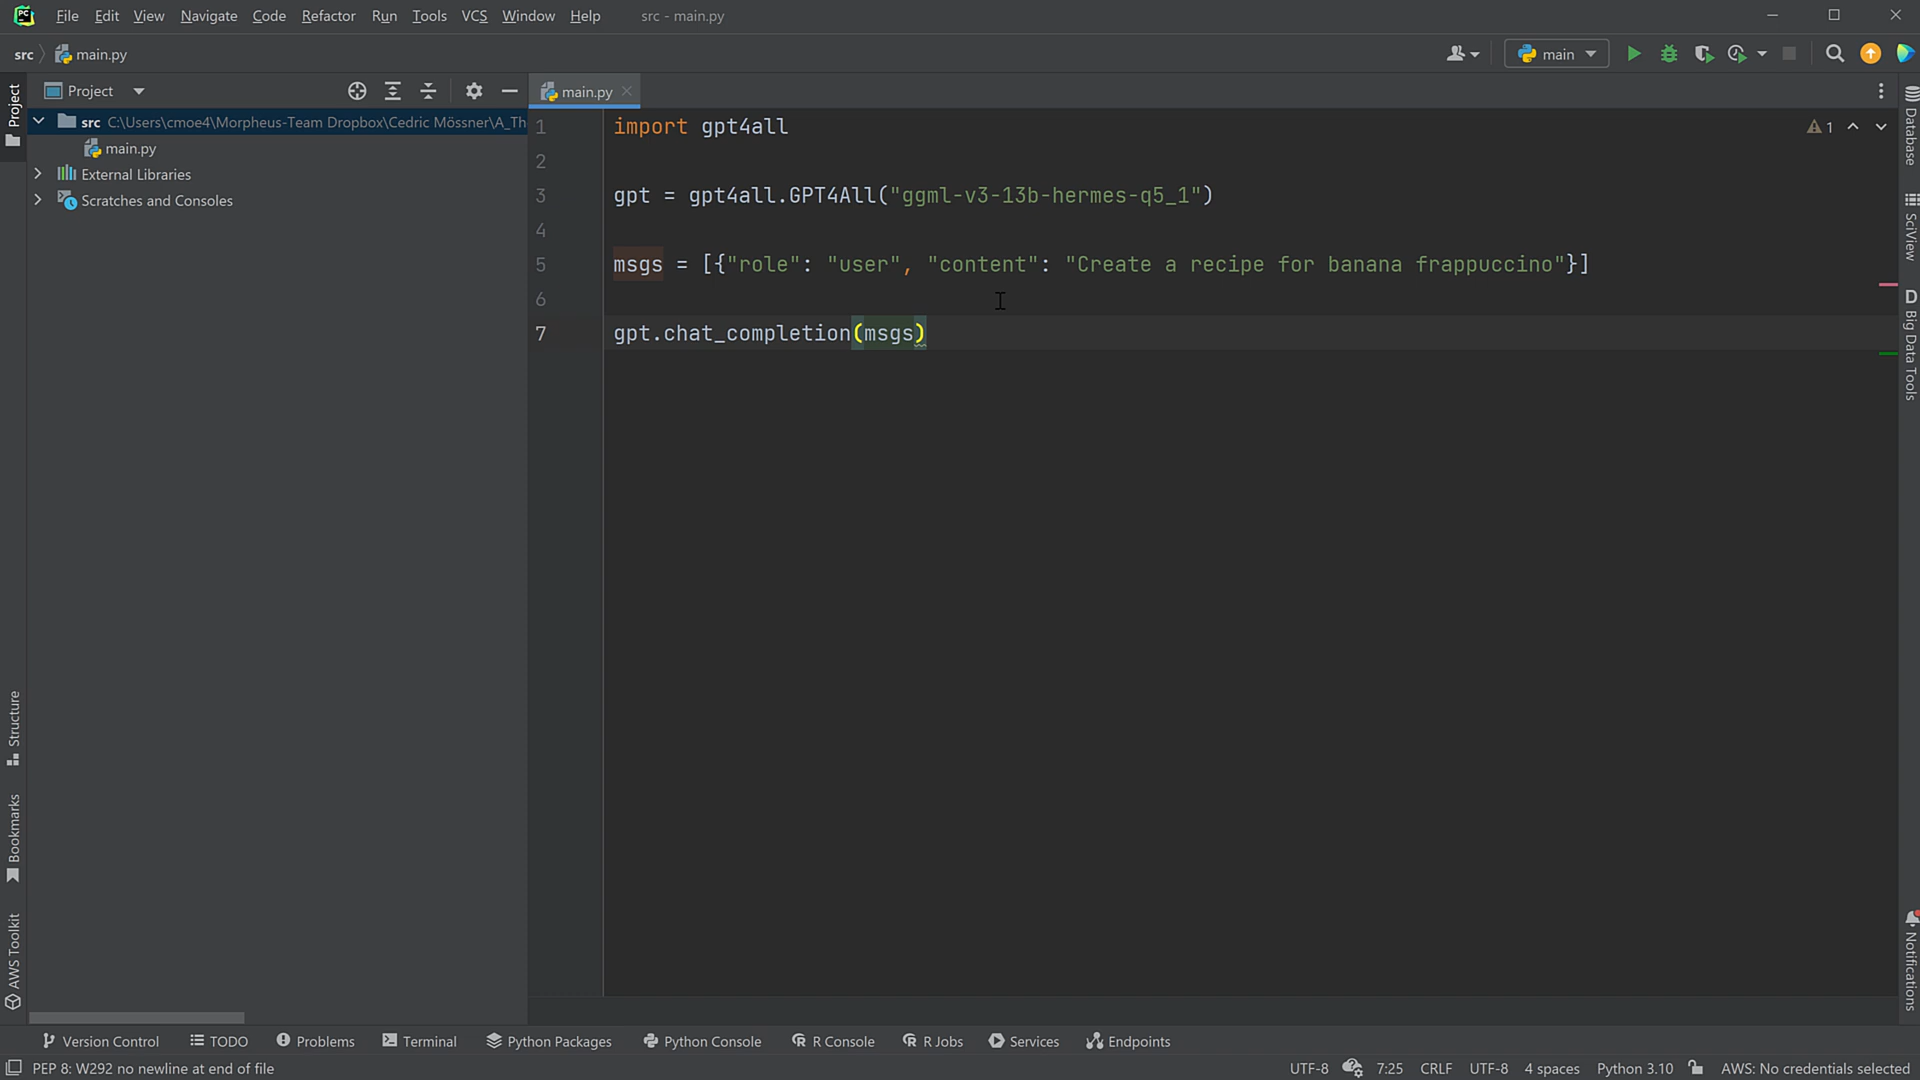 PC File Edit View Navigate Code Refactor Run Tools VCS Window Help src - main.py
src main.py main
Project main.py
src C:\Users\cmoe4\Morpheus-Team Dropbox\Cedric Mössner\A_Th
main.py
External Libraries
Scratches and Consoles
1 import gpt4all
2
3 gpt = gpt4all.GPT4All("ggml-v3-13b-hermes-q5_1")
4
5 msgs = [{"role": "user", "content": "Create a recipe for banana frappuccino"}]
6
7 gpt.chat_completion(msgs)
1
Project
Structure
Bookmarks
AWS Toolkit
Database
SciView
D Big Data Tools
Notifications
Version Control TODO Problems Terminal Python Packages Python Console R Console R Jobs Services Endpoints
PEP 8: W292 no newline at end of file UTF-8 7:25 CRLF UTF-8 4 spaces Python 3.10 AWS: No credentials selected